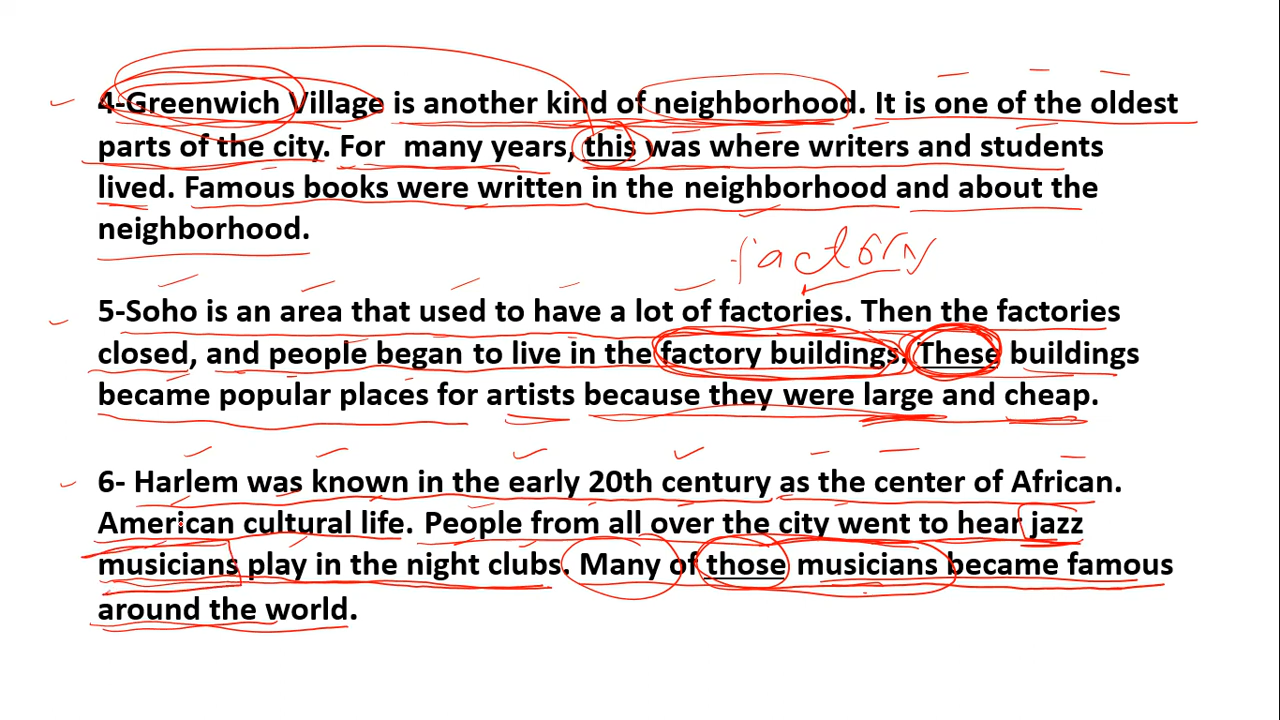 4-Greenwich Village is another kind of neighborhood. It is one of the oldest
parts of the city. For many years, this was where writers and students
lived. Famous books were written in the neighborhood and about the
neighborhood.
factory
5-Soho is an area that used to have a lot of factories. Then the factories
closed, and people began to live in the factory buildings. These buildings
became popular places for artists because they were large and cheap.
6- Harlem was known in the early 20th century as the center of African.
American cultural life. People from all over the city went to hear jazz
musicians play in the night clubs. Many of those musicians became famous
around the world.